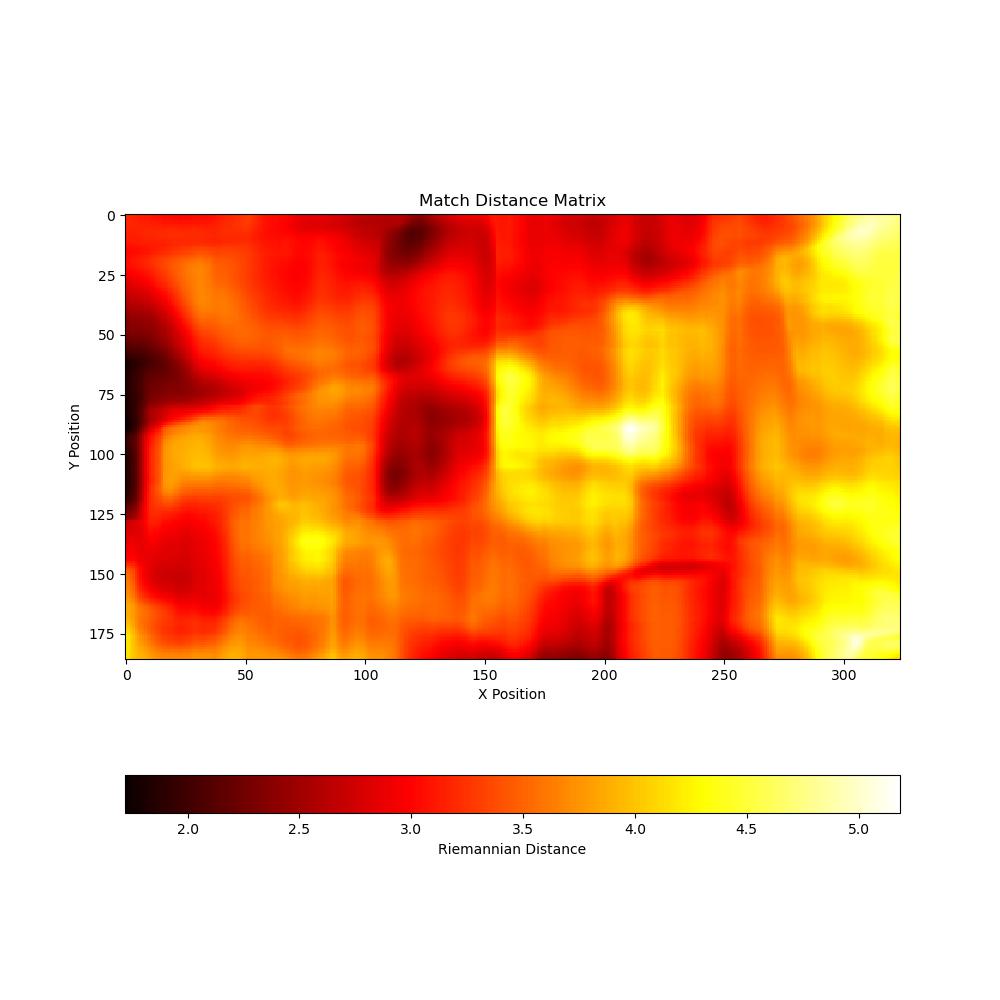 Match Distance Matrix
0
25
50
75
100
125
150
175
Y Position
0 50 100 150 200 250 300
X Position
2.0 2.5 3.0 3.5 4.0 4.5 5.0
Riemannian Distance